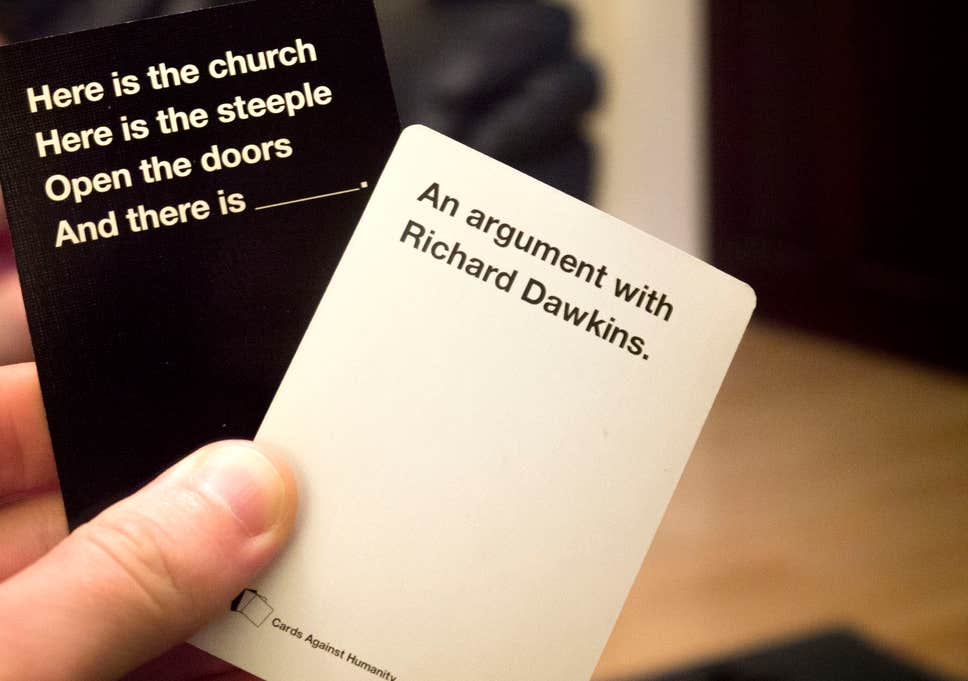 Here is the church
Here is the steeple
Open the doors
And there is ______.
An argument with
Richard Dawkins.
Cards Against Humanity